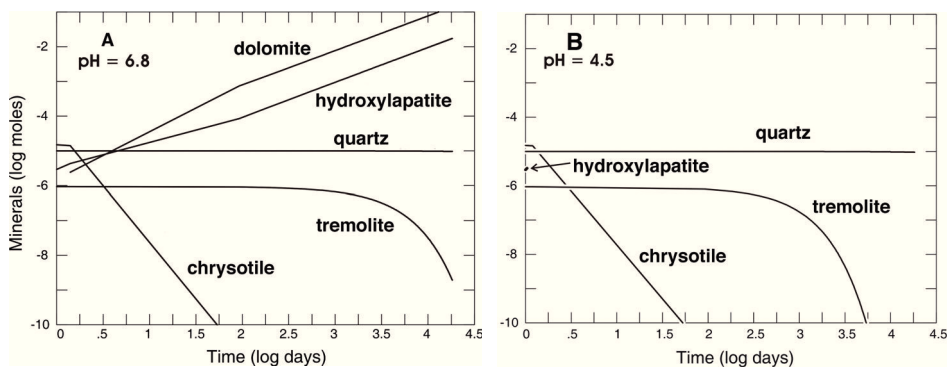 A
pH = 6.8
dolomite
hydroxylapatite
quartz
tremolite
chrysotile
Minerals (log moles)
-2
-4
-6
-8
-10
0 0.5 1 1.5 2 2.5 3 3.5 4 4.5
Time (log days)
B
pH = 4.5
quartz
hydroxylapatite
tremolite
chrysotile
-2
-4
-6
-8
-10
0 0.5 1 1.5 2 2.5 3 3.5 4 4.5
Time (log days)